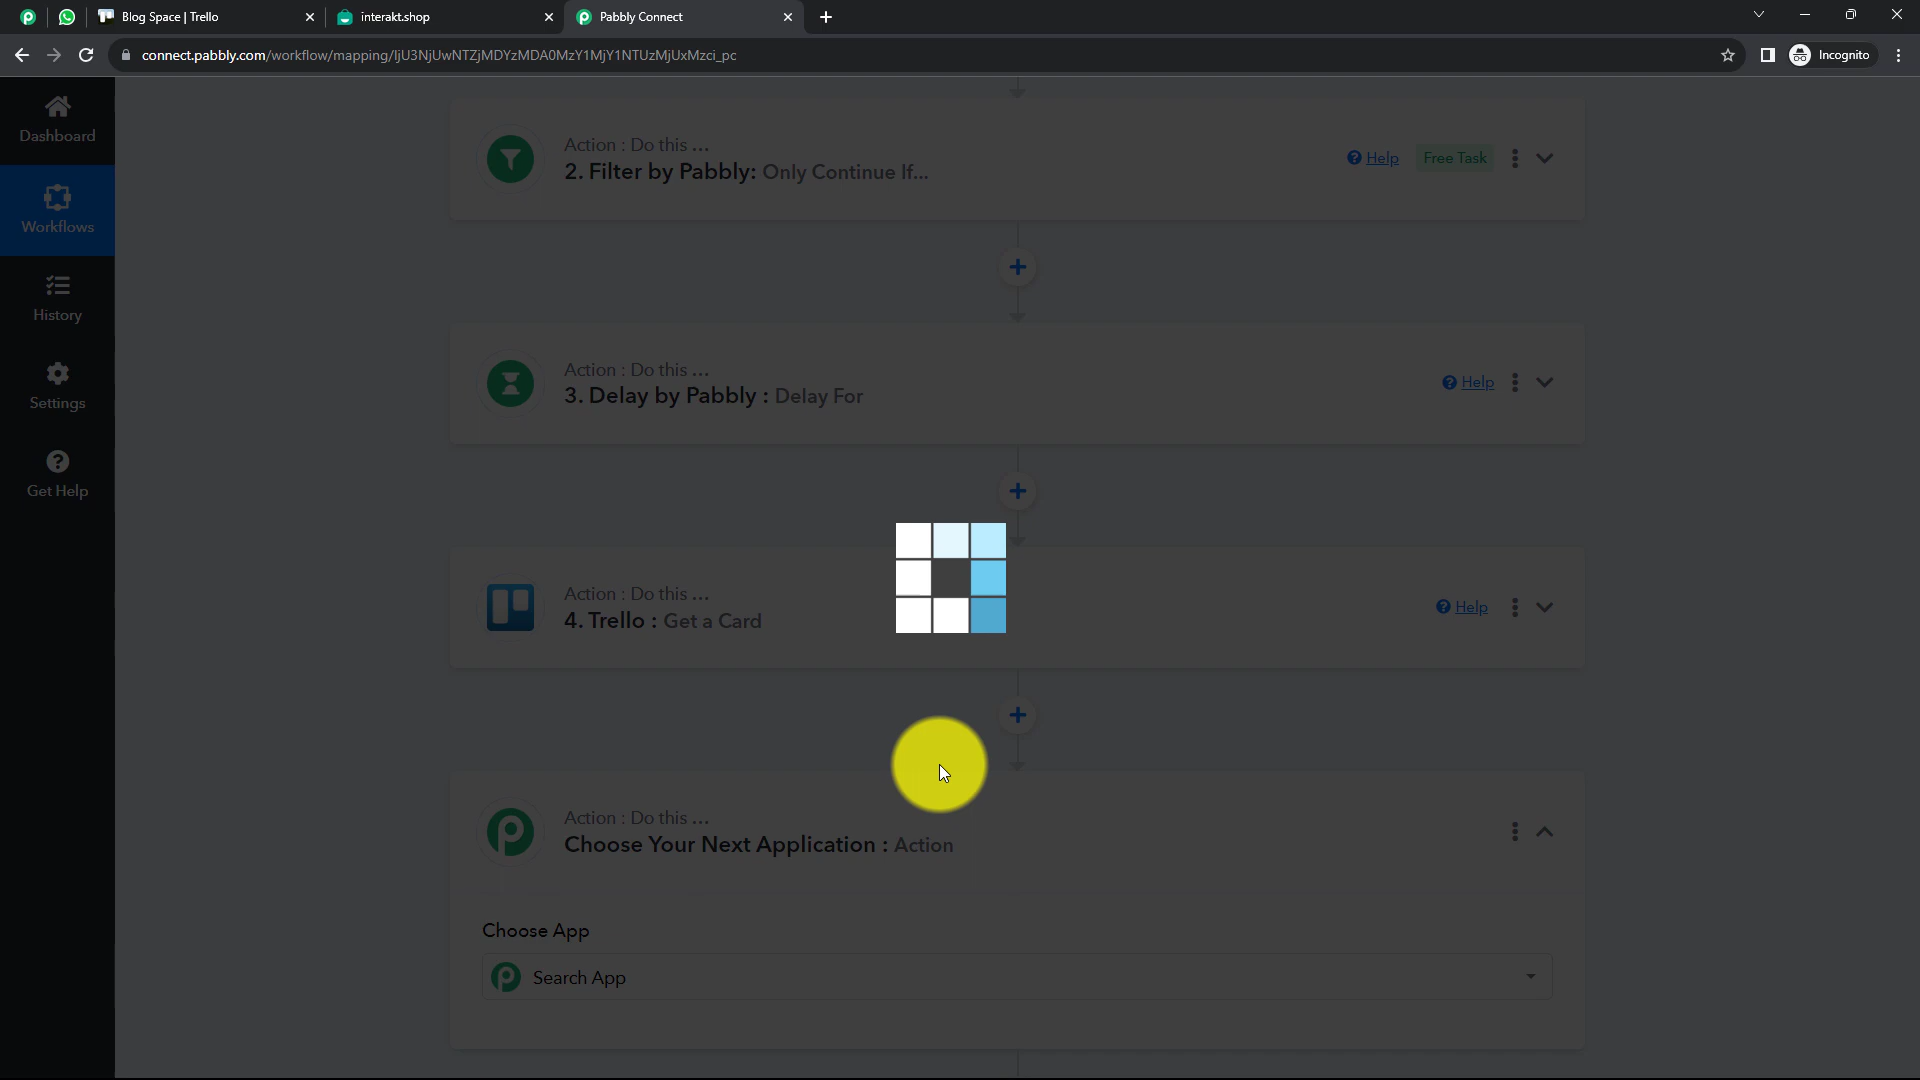 Blog Space | Trello
interakt.shop
Pabbly Connect
connect.pabbly.com/workflow/mapping/IjU3NjUwNTZjMDYzMDA0MzY1MjY1NTUzMjUxMzci_pc
Incognito
Dashboard
Workflows
History
Settings
Get Help
Action : Do this ...
2. Filter by Pabbly: Only Continue If...
Help
Free Task
Action : Do this ...
3. Delay by Pabbly : Delay For
Help
Action : Do this ...
4. Trello : Get a Card
Help
Action : Do this ...
Choose Your Next Application : Action
Choose App
Search App